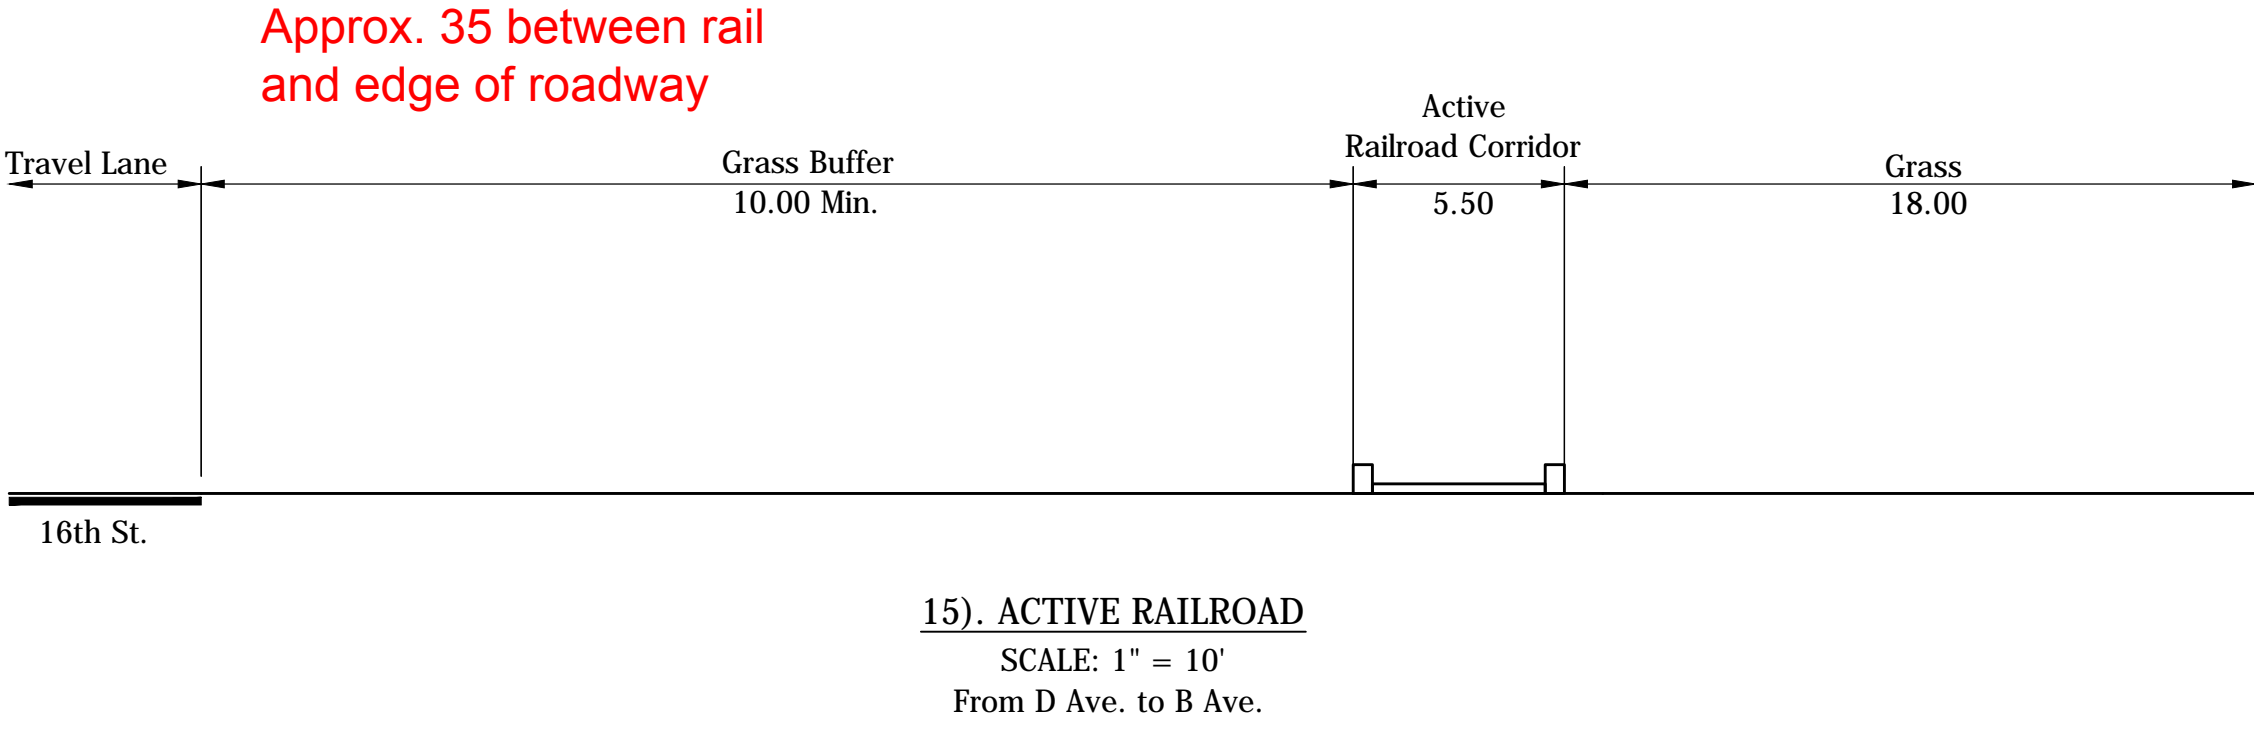 Approx. 35 between rail
and edge of roadway
Active
Railroad Corridor
Travel Lane
Grass Buffer
Grass
10.00 Min.
5.50
18.00
16th St.
15). ACTIVE RAILROAD
SCALE: 1" = 10'
From D Ave. to B Ave.